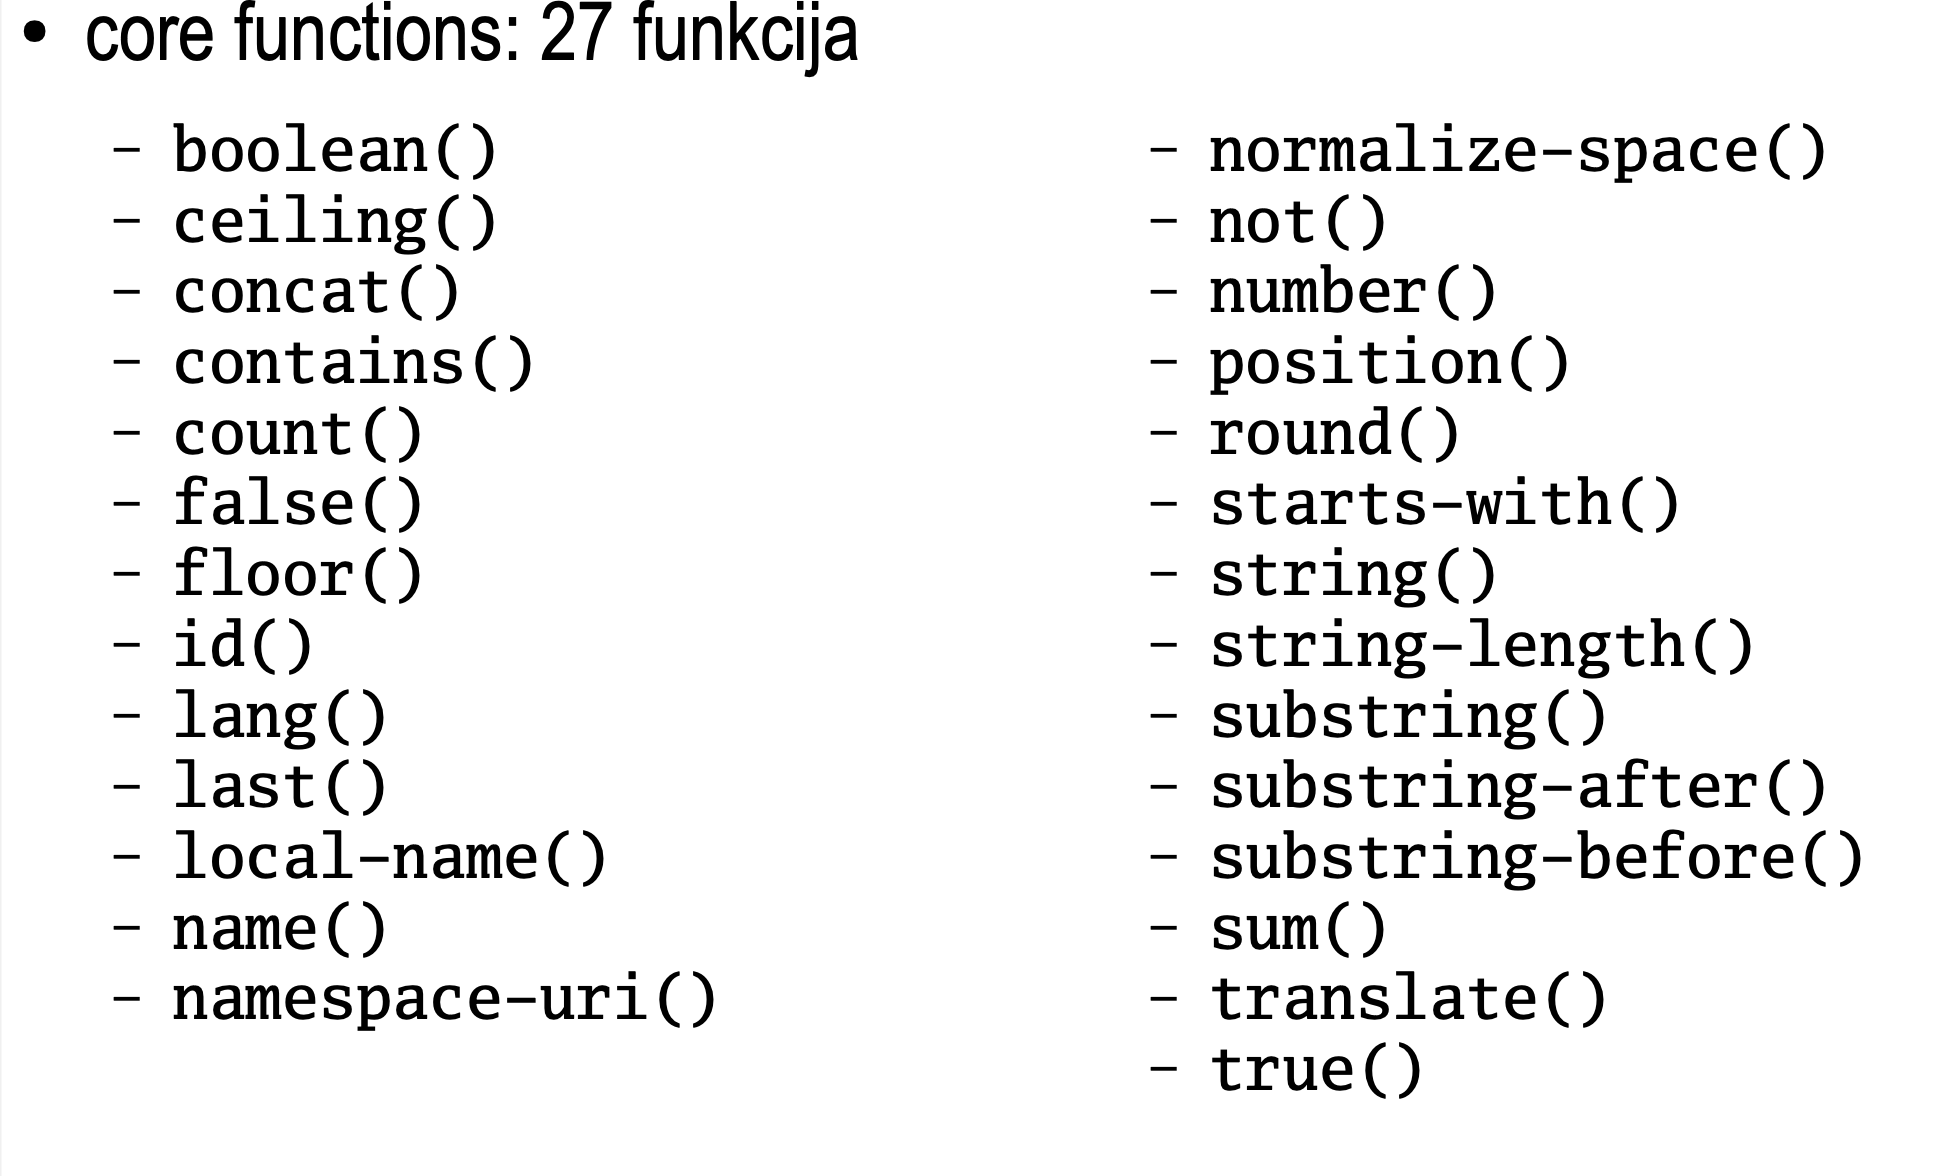 • core functions: 27 funkcija
– boolean()
– ceiling()
– concat()
– contains()
– count()
– false()
– floor()
– id()
– lang()
– last()
– local-name()
– name()
– namespace-uri()
– normalize-space()
– not()
– number()
– position()
– round()
– starts-with()
– string()
– string-length()
– substring()
– substring-after()
– substring-before()
– sum()
– translate()
– true()